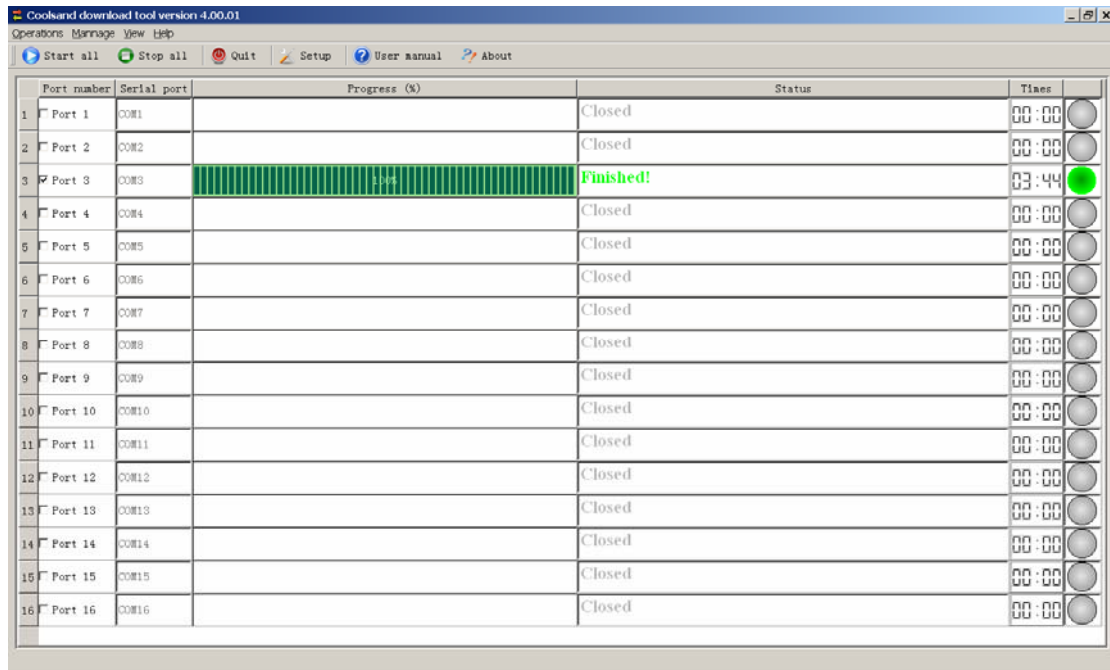 Coolsand download tool version 4.00.01
Operations Mannage View Help
Start all Stop all Quit Setup User manual About
Port number Serial port Progress (%) Status Times
1 Port 1 COM1 Closed 00:00
2 Port 2 COM2 Closed 00:00
3 Port 3 COM3 100% Finished! 03:44
4 Port 4 COM4 Closed 00:00
5 Port 5 COM5 Closed 00:00
6 Port 6 COM6 Closed 00:00
7 Port 7 COM7 Closed 00:00
8 Port 8 COM8 Closed 00:00
9 Port 9 COM9 Closed 00:00
10 Port 10 COM10 Closed 00:00
11 Port 11 COM11 Closed 00:00
12 Port 12 COM12 Closed 00:00
13 Port 13 COM13 Closed 00:00
14 Port 14 COM14 Closed 00:00
15 Port 15 COM15 Closed 00:00
16 Port 16 COM16 Closed 00:00